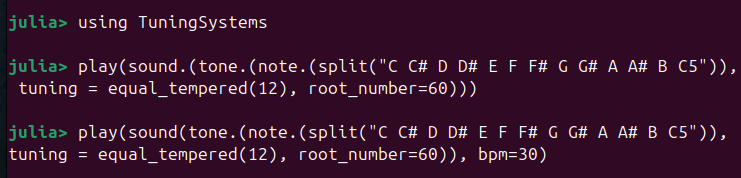 julia> using TuningSystems
julia> play(sound.(tone.(note.(split("C C# D D# E F F# G G# A A# B C5")),
tuning = equal_tempered(12), root_number=60)))
julia> play(sound(tone.(note.(split("C C# D D# E F F# G G# A A# B C5")),
tuning = equal_tempered(12), root_number=60)), bpm=30)